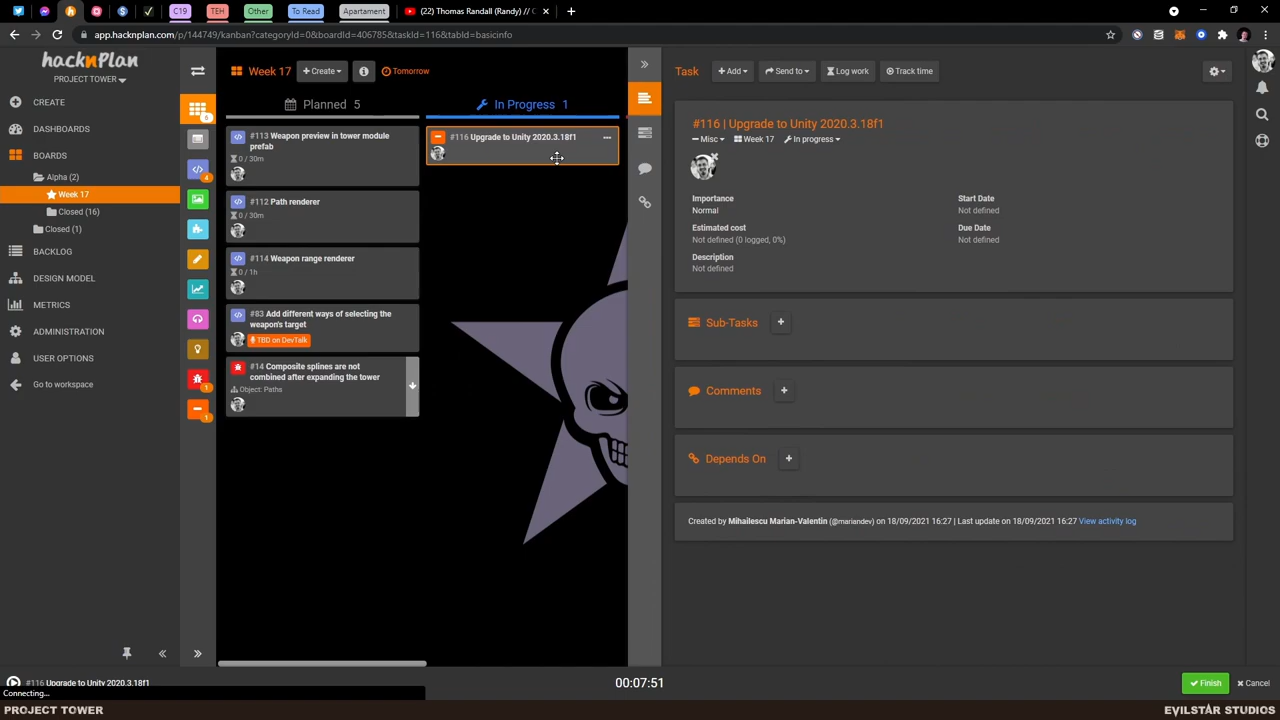 C19
TEH
Other
To Read
Apartament
(22) Thomas Randall (Randy) //
app.hacknplan.com/p/144749/kanban?categoryId=0&boardId=406785&taskId=116&tabId=basicinfo
hacknPlan
PROJECT TOWER
CREATE
DASHBOARDS
BOARDS
Alpha (2)
Week 17
Closed (16)
Closed (1)
BACKLOG
DESIGN MODEL
METRICS
ADMINISTRATION
USER OPTIONS
Go to workspace
6
4
1
1
Week 17
Create
Tomorrow
Planned 5
#113 Weapon preview in tower module
prefab
0 / 30m
#112 Path renderer
0 / 30m
#114 Weapon range renderer
0 / 1h
#83 Add different ways of selecting the
weapon's target
TBD on DevTalk
#14 Composite splines are not
combined after expanding the tower
Object: Paths
In Progress 1
#116 Upgrade to Unity 2020.3.18f1
Task
Add
Send to
Log work
Track time
#116 | Upgrade to Unity 2020.3.18f1
Misc
Week 17
In progress
Importance
Normal
Start Date
Not defined
Estimated cost
Not defined (0 logged, 0%)
Due Date
Not defined
Description
Not defined
Sub-Tasks
Comments
Depends On
Created by Mihailescu Marian-Valentin (@mariandev) on 18/09/2021 16:27 | Last update on 18/09/2021 16:27 View activity log
#116 Upgrade to Unity 2020.3.18f1
00:07:51
Finish
Cancel
Connecting...
PROJECT TOWER
EVILSTAR STUDIOS